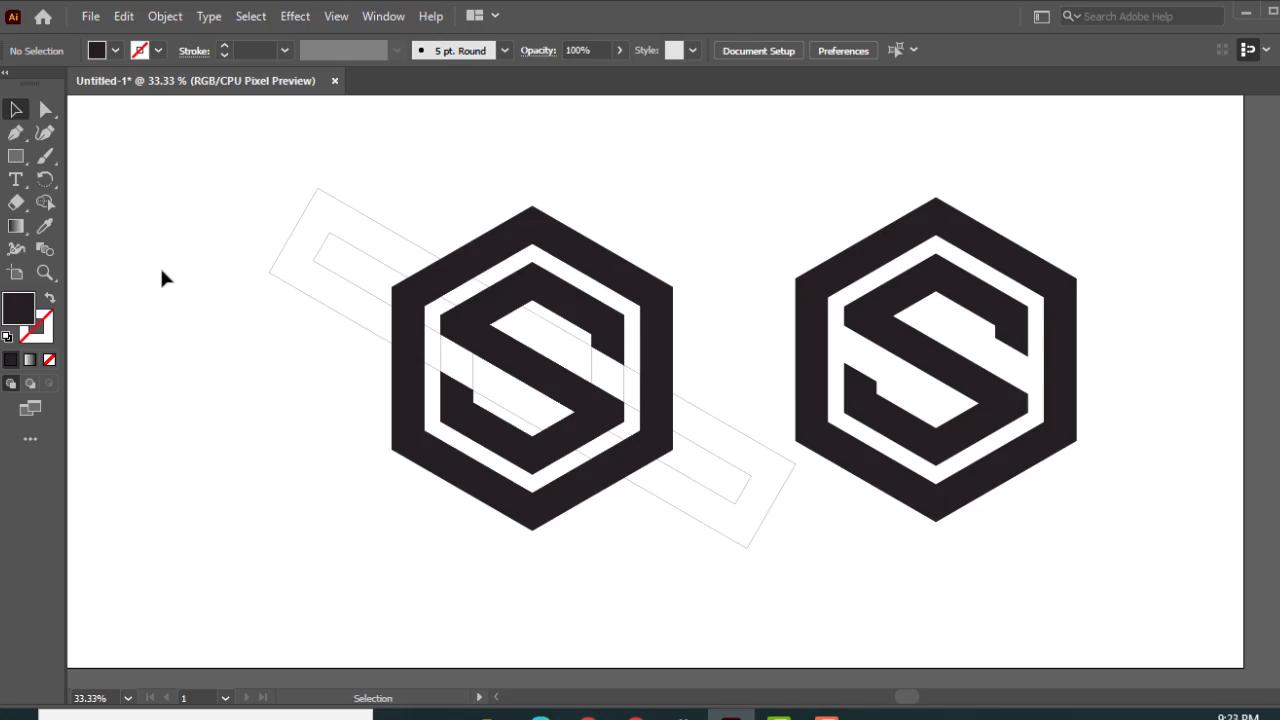 Ai File Edit Object Type Select Effect View Window Help Search Adobe Help
No Selection Stroke: 5 pt. Round Opacity: 100% Style: Document Setup Preferences
Untitled-1* @ 33.33 % (RGB/CPU Pixel Preview) ×
T
S S
33.33% 1 Selection
9:23 PM